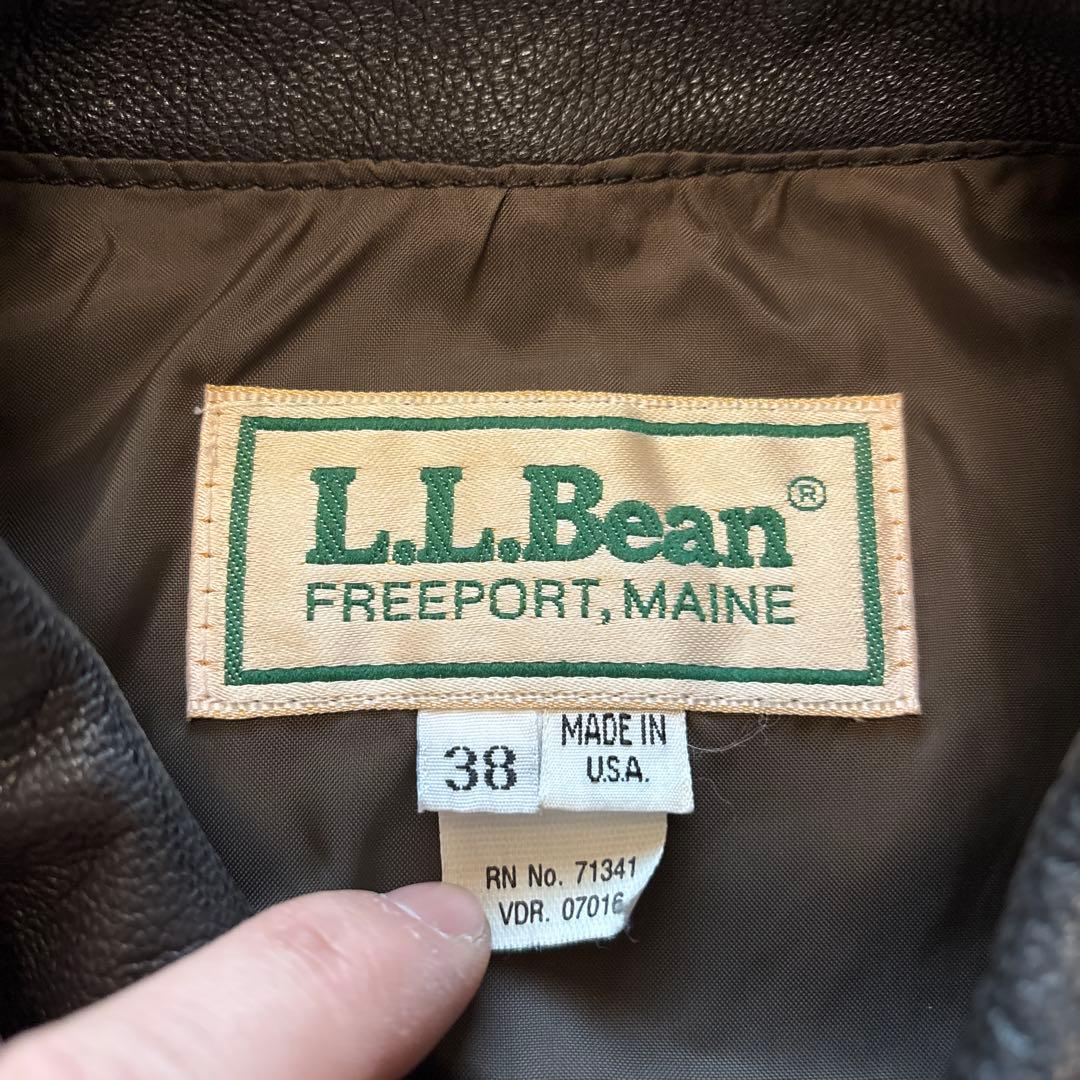 L.L.Bean®
FREEPORT, MAINE
38
MADE IN
U.S.A.
RN No. 71341
VDR. 07016